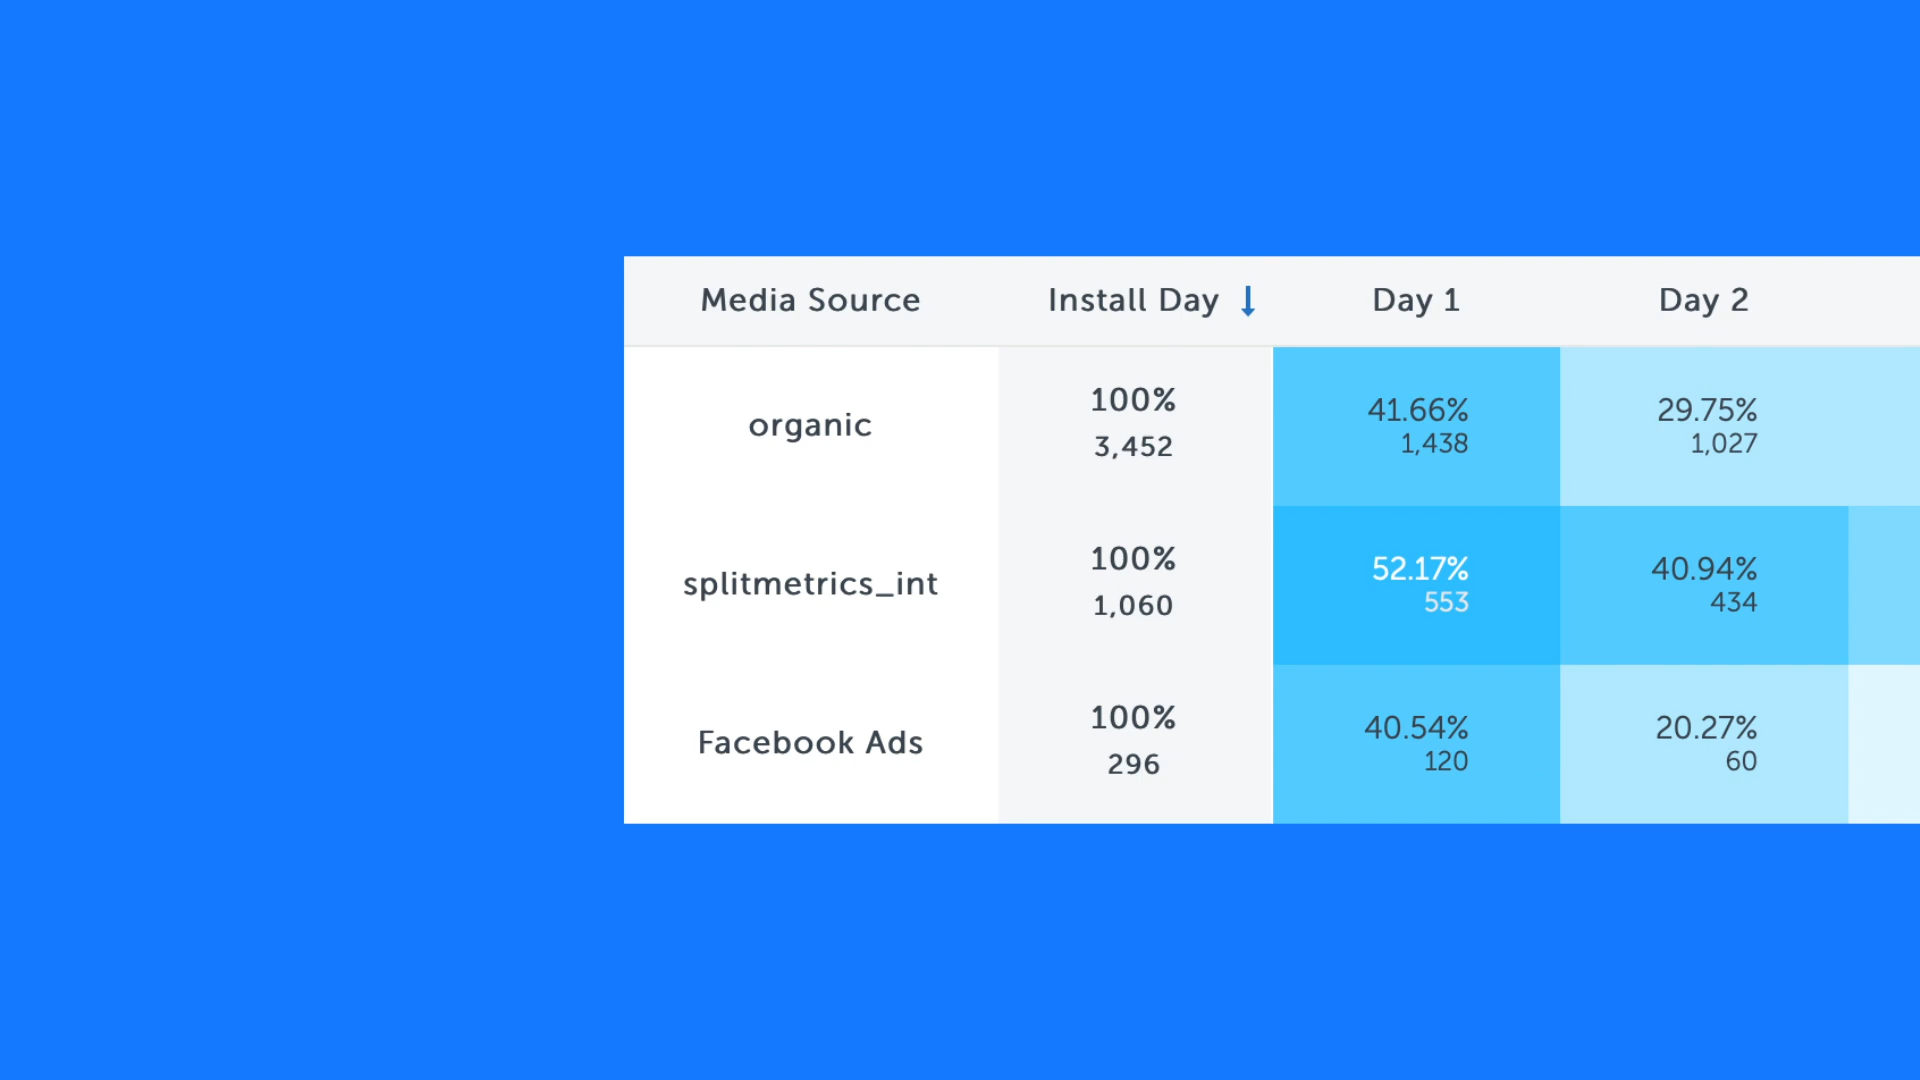 Media Source Install Day ↓ Day 1 Day 2
organic 100% 41.66% 29.75%
3,452 1,438 1,027
splitmetrics_int 100% 52.17% 40.94%
1,060 553 434
Facebook Ads 100% 40.54% 20.27%
296 120 60